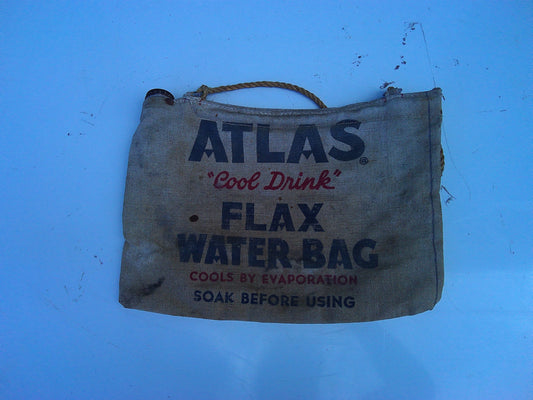 ATLAS®
"Cool Drink"
FLAX
WATER BAG
COOLS BY EVAPORATION
SOAK BEFORE USING